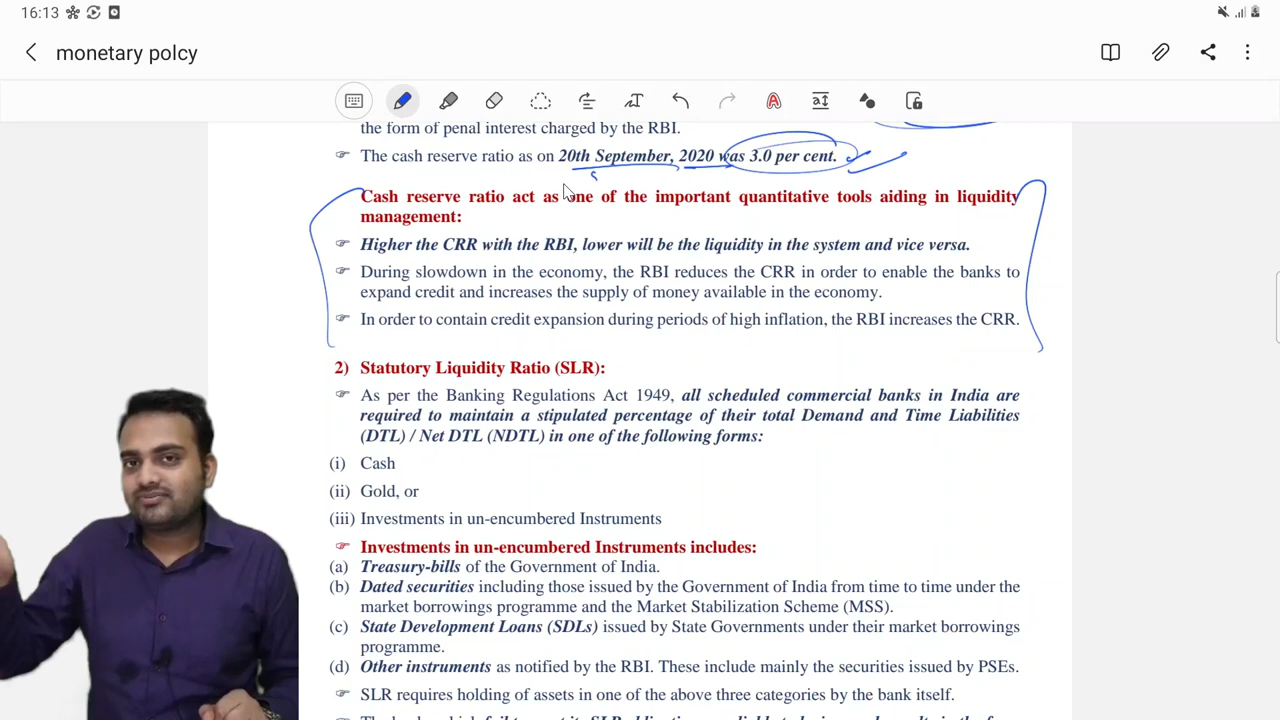 16:13
monetary polcy
the form of penal interest charged by the RBI.
The cash reserve ratio as on 20th September, 2020 was 3.0 per cent.
Cash reserve ratio act as one of the important quantitative tools aiding in liquidity
management:
Higher the CRR with the RBI, lower will be the liquidity in the system and vice versa.
During slowdown in the economy, the RBI reduces the CRR in order to enable the banks to
expand credit and increases the supply of money available in the economy.
In order to contain credit expansion during periods of high inflation, the RBI increases the CRR.
2) Statutory Liquidity Ratio (SLR):
As per the Banking Regulations Act 1949, all scheduled commercial banks in India are
required to maintain a stipulated percentage of their total Demand and Time Liabilities
(DTL) / Net DTL (NDTL) in one of the following forms:
(i) Cash
(ii) Gold, or
(iii) Investments in un-encumbered Instruments
Investments in un-encumbered Instruments includes:
(a) Treasury-bills of the Government of India.
(b) Dated securities including those issued by the Government of India from time to time under the
market borrowings programme and the Market Stabilization Scheme (MSS).
(c) State Development Loans (SDLs) issued by State Governments under their market borrowings
programme.
(d) Other instruments as notified by the RBI. These include mainly the securities issued by PSEs.
SLR requires holding of assets in one of the above three categories by the bank itself.